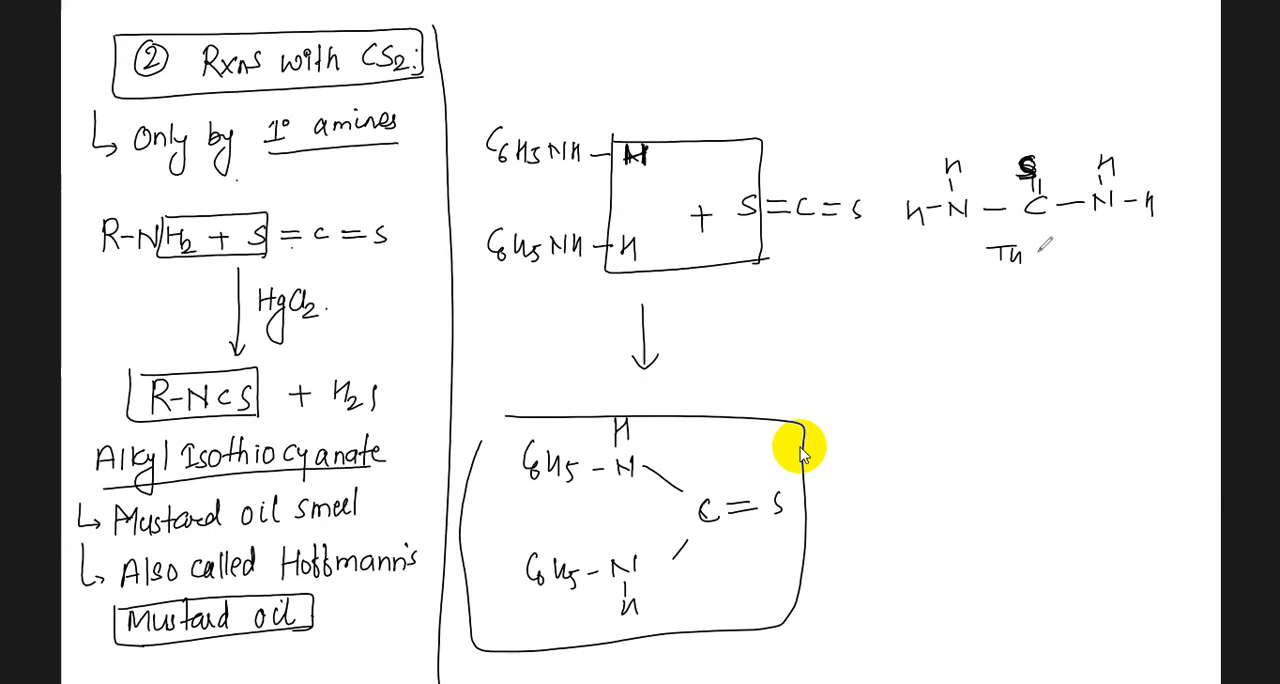 ② Rxns with CS2:
↳ Only by 1° amines
R-NH2 + S = C = S
HgCl2.
R-NCS + H2S
Alkyl Isothiocyanate
↳ Mustard oil smell
↳ Also called Hoffmann's
Mustard oil
C6H5NH - H
+ S = C = S
C6H5NH - H
H
C6H5 - N
C = S
C6H5 - N
H
H S H
H - N - C - N - H
Th